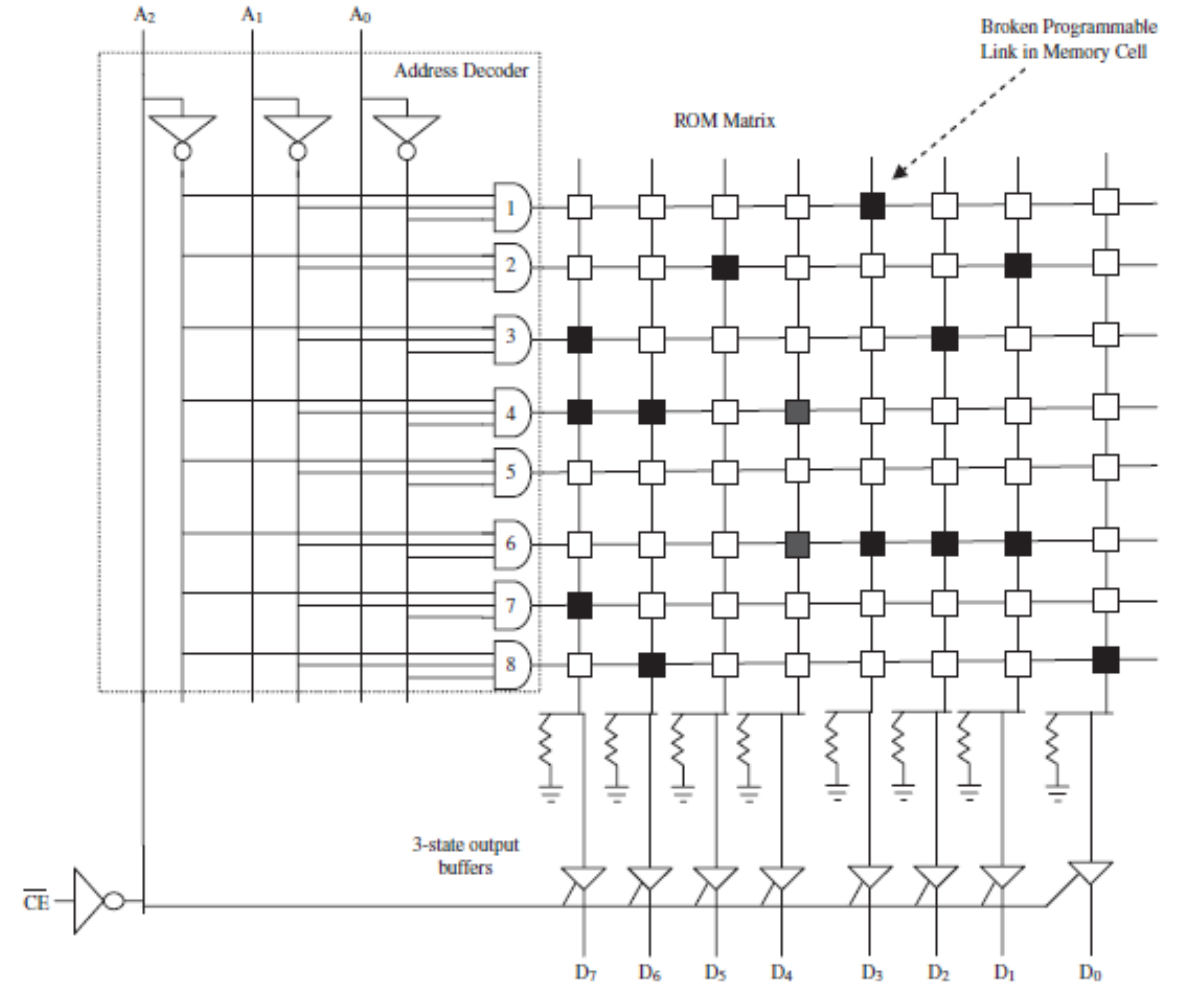 A₂
A₁
A₀
Broken Programmable
Link in Memory Cell
Address Decoder
ROM Matrix
1
2
3
4
5
6
7
8
3-state output
buffers
C̅E̅
D₇
D₆
D₅
D₄
D₃
D₂
D₁
D₀